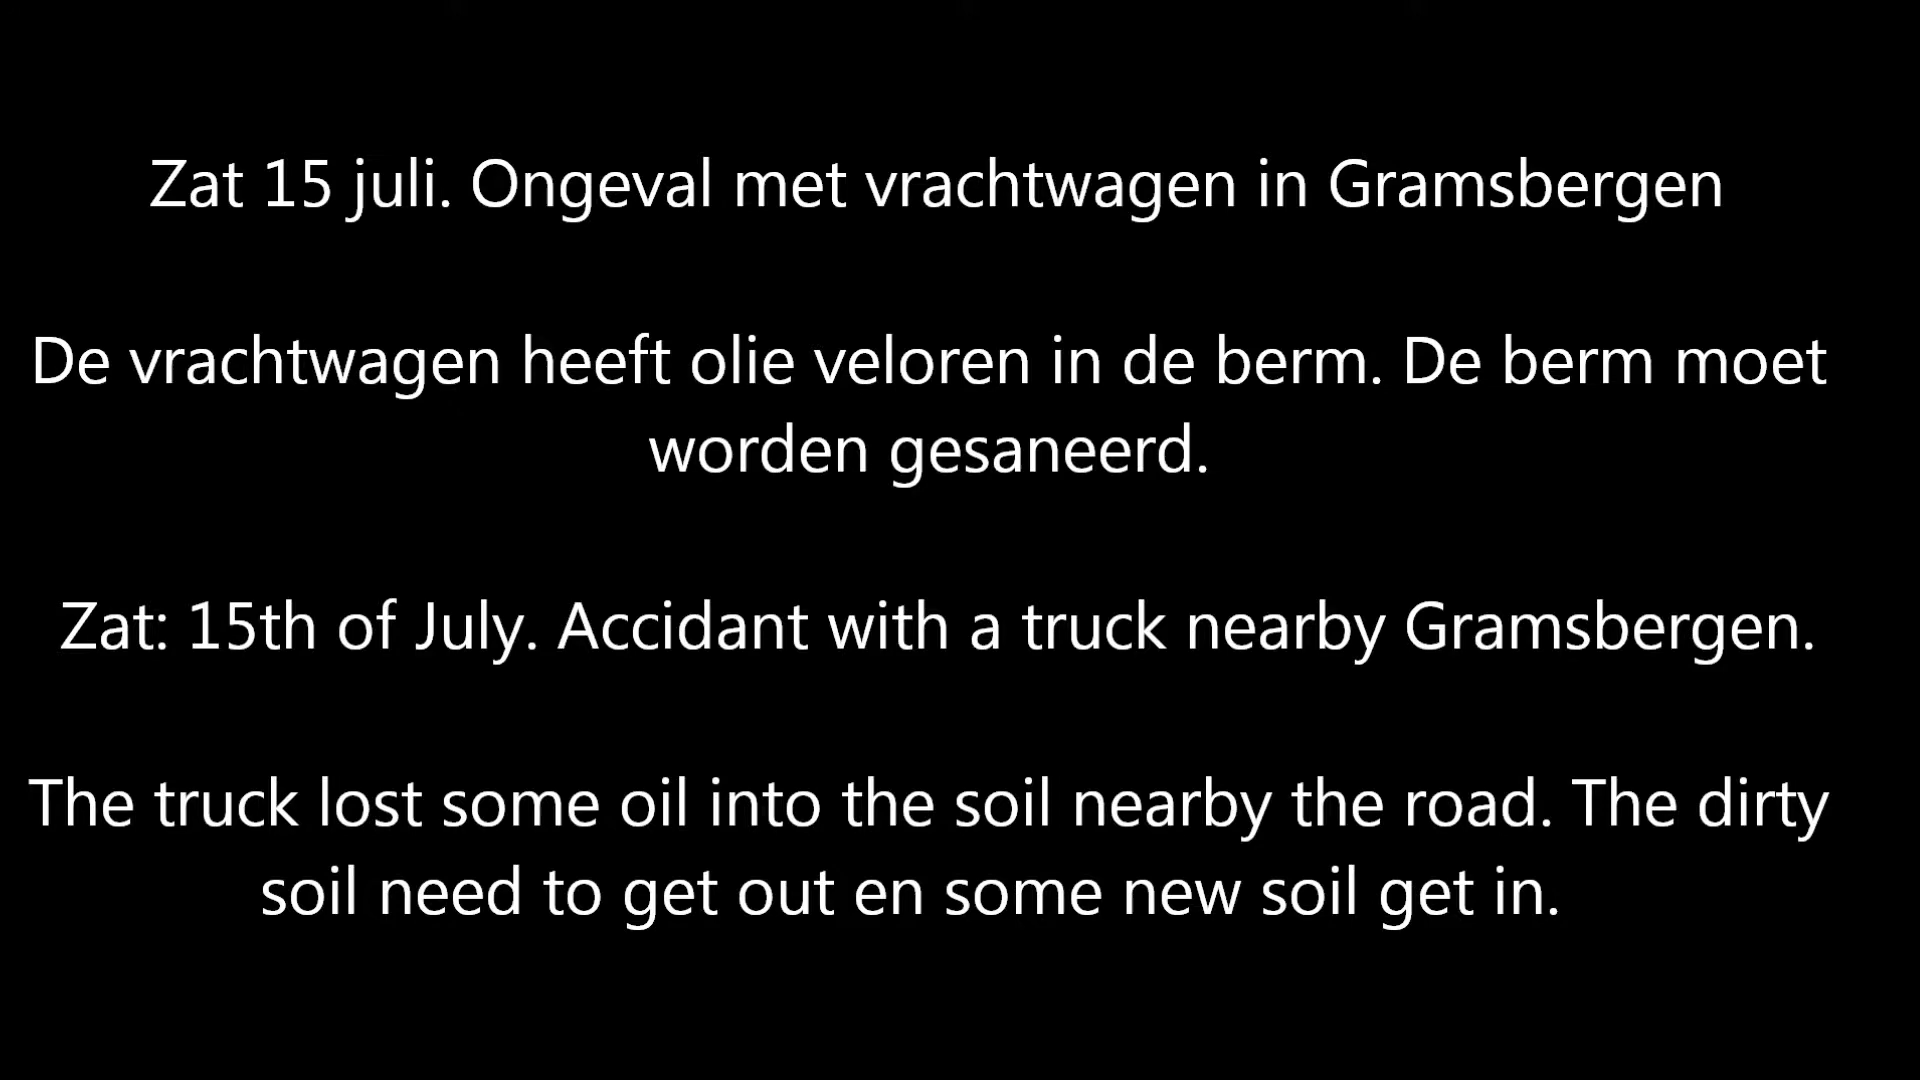 Zat 15 juli. Ongeval met vrachtwagen in Gramsbergen
De vrachtwagen heeft olie veloren in de berm. De berm moet
worden gesaneerd.
Zat: 15th of July. Accidant with a truck nearby Gramsbergen.
The truck lost some oil into the soil nearby the road. The dirty
soil need to get out en some new soil get in.